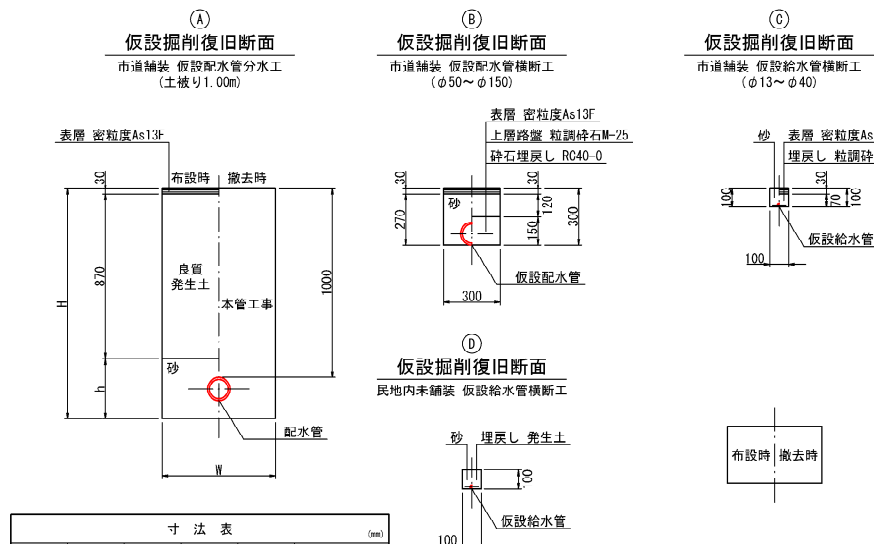 A
仮設掘削復旧断面
市道舗装 仮設配水管分水工
(土被り1.00m)
表層 密粒度As13F
布設時 撤去時
30
870
H
h
1000
良質
発生土
本管工事
砂
配水管
W
B
仮設掘削復旧断面
市道舗装 仮設配水管横断工
(φ50～φ150)
表層 密粒度As13F
上層路盤 粒調砕石M-25
砕石埋戻し RC40-0
30
270
砂
30
120
150
300
仮設配水管
300
C
仮設掘削復旧断面
市道舗装 仮設給水管横断工
(φ13～φ40)
砂 表層 密粒度As
埋戻し 粒調砕
100
30
70
100
仮設給水管
100
D
仮設掘削復旧断面
民地内未舗装 仮設給水管横断工
砂 埋戻し 発生土
仮設給水管
100
布設時 撤去時
寸 法 表
(mm)